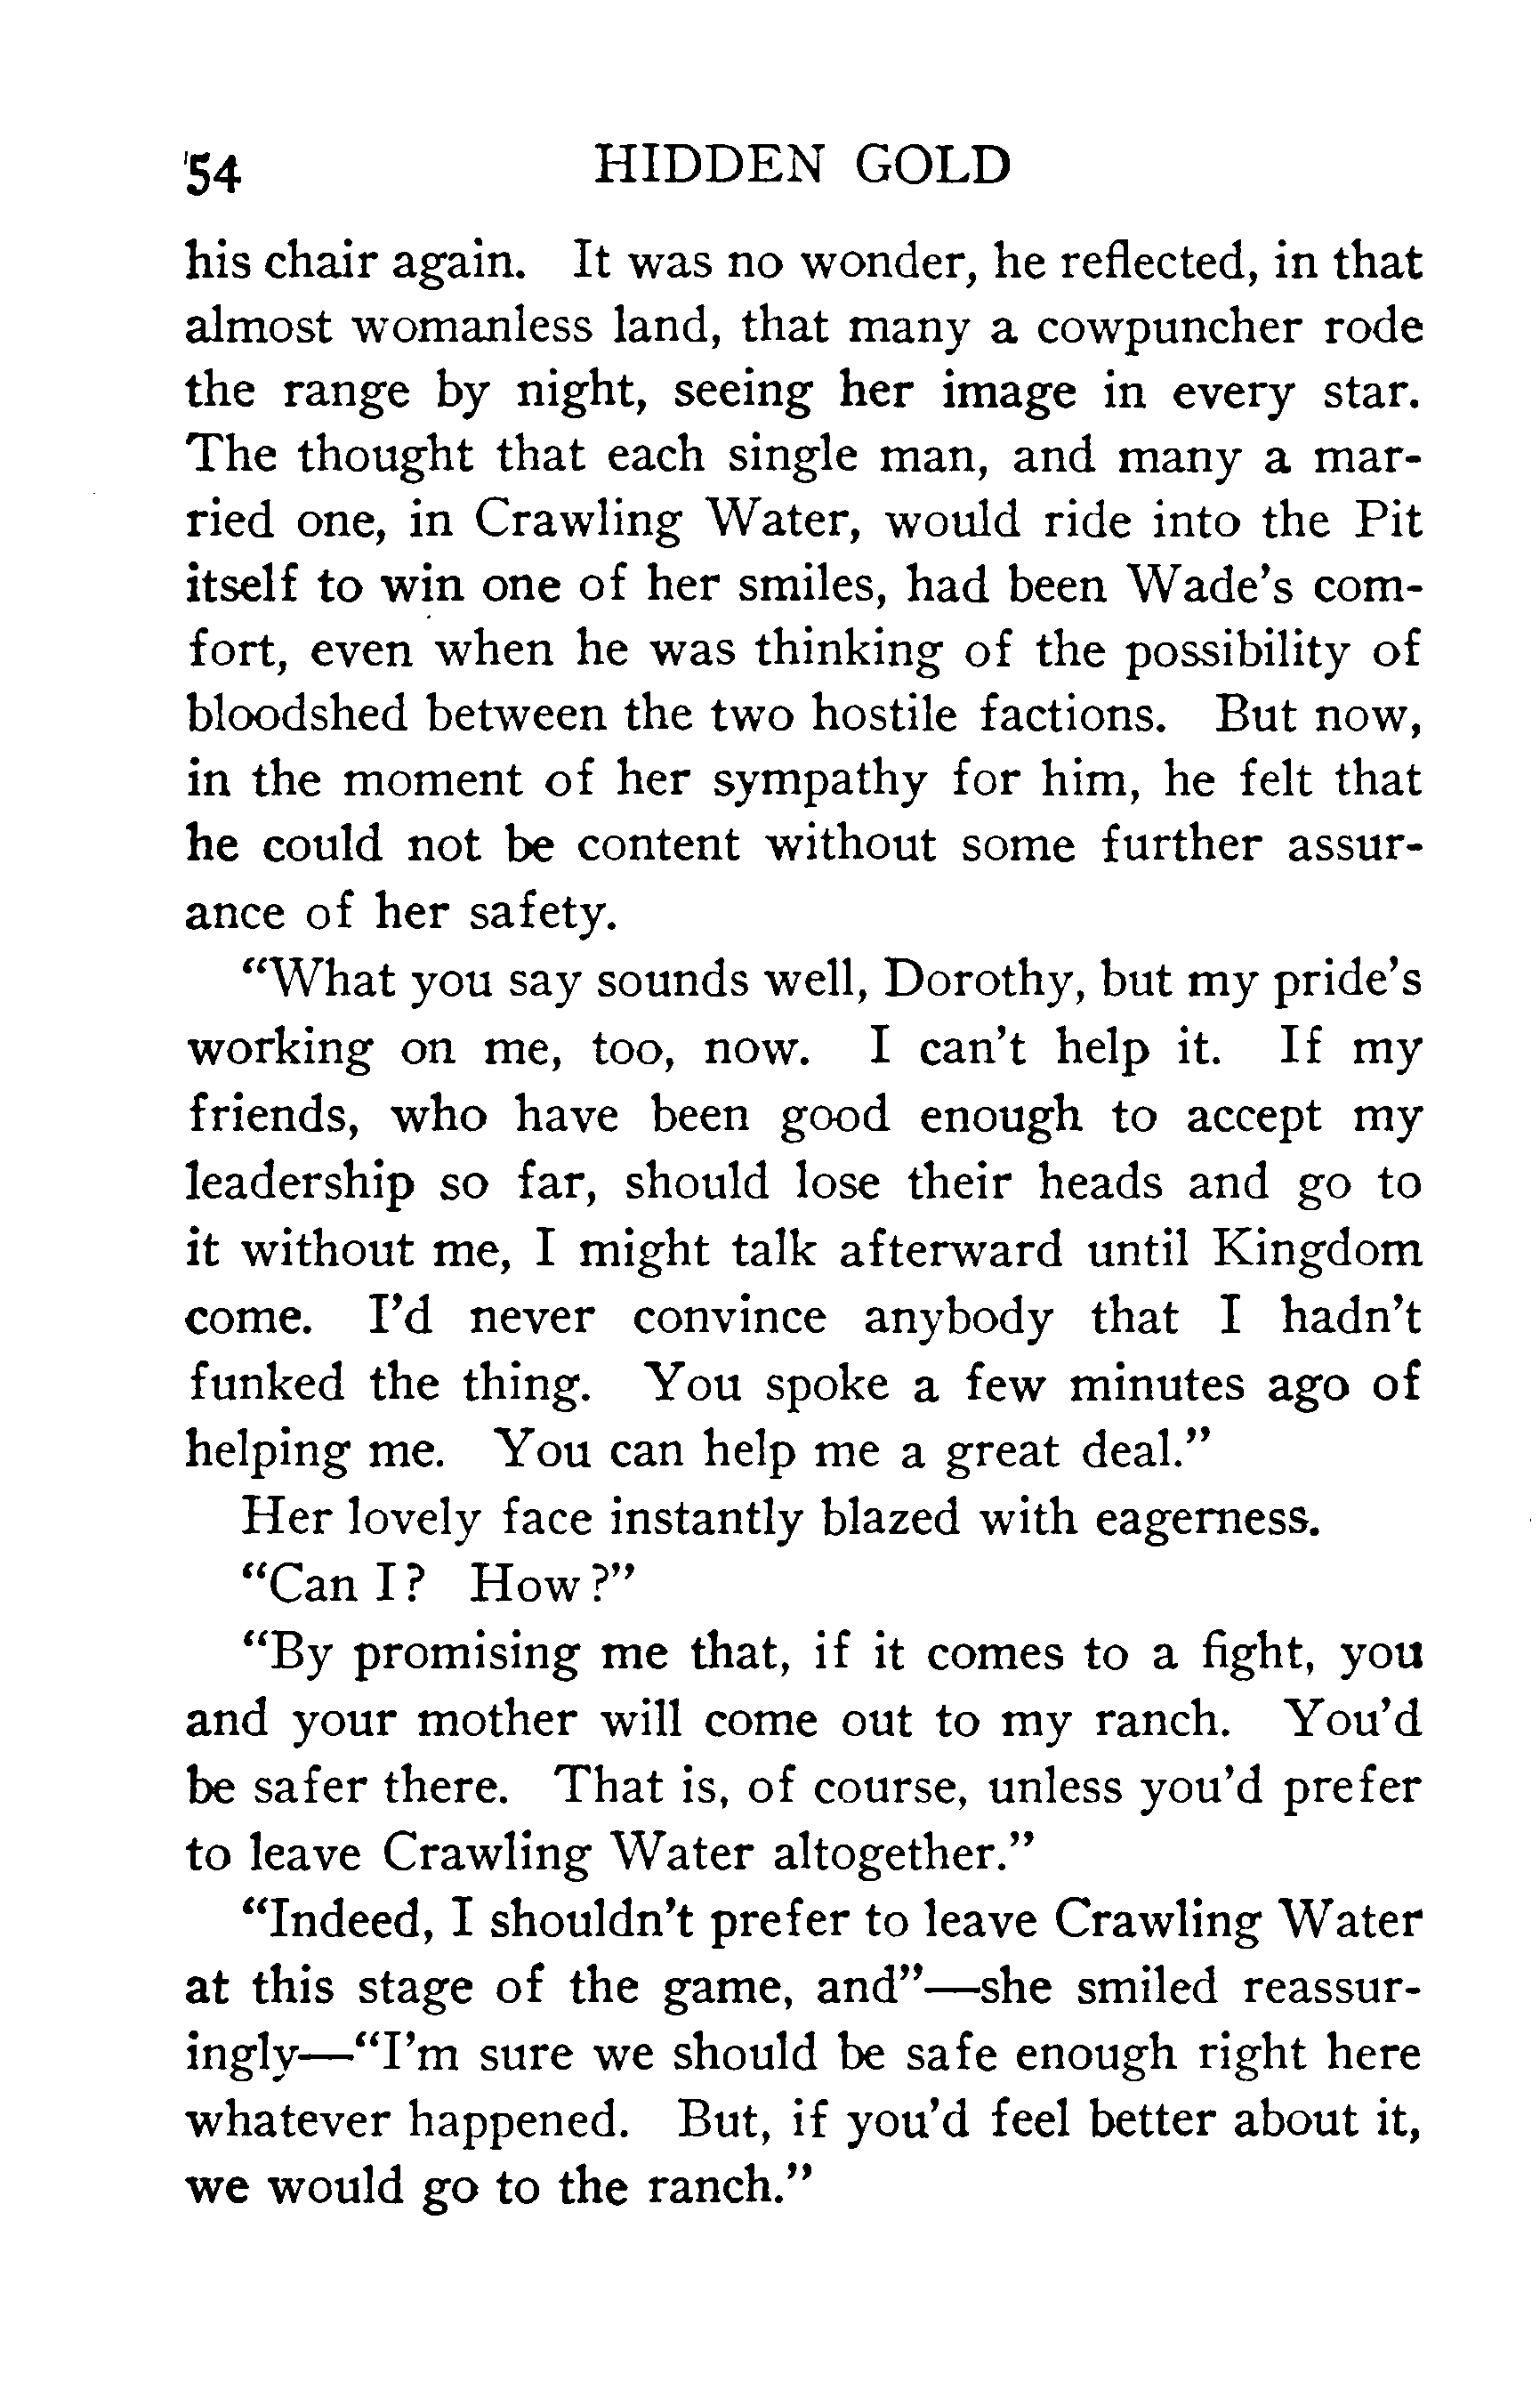 54 HIDDEN GOLD
his chair again. It was no wonder, he reflected, in that
almost womanless land, that many a cowpuncher rode
the range by night, seeing her image in every star.
The thought that each single man, and many a mar-
ried one, in Crawling Water, would ride into the Pit
itself to win one of her smiles, had been Wade's com-
fort, even when he was thinking of the possibility of
bloodshed between the two hostile factions. But now,
in the moment of her sympathy for him, he felt that
he could not be content without some further assur-
ance of her safety.
“What you say sounds well, Dorothy, but my pride's
working on me, too, now. I can't help it. If my
friends, who have been good enough to accept my
leadership so far, should lose their heads and go to
it without me, I might talk afterward until Kingdom
come. I'd never convince anybody that I hadn't
funked the thing. You spoke a few minutes ago of
helping me. You can help me a great deal.”
Her lovely face instantly blazed with eagerness.
“Can I? How?”
“By promising me that, if it comes to a fight, you
and your mother will come out to my ranch. You'd
be safer there. That is, of course, unless you'd prefer
to leave Crawling Water altogether.”
“Indeed, I shouldn't prefer to leave Crawling Water
at this stage of the game, and”—she smiled reassur-
ingly—“I'm sure we should be safe enough right here
whatever happened. But, if you'd feel better about it,
we would go to the ranch.”